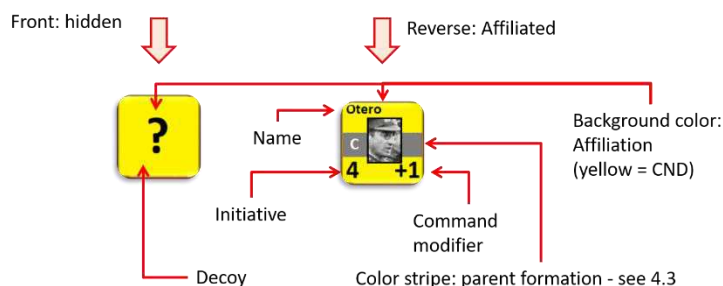 Front: hidden
Reverse: Affiliated
?
Otero
C
4 +1
Name
Background color:
Affiliation
(yellow = CND)
Initiative
Command
modifier
Decoy
Color stripe: parent formation - see 4.3